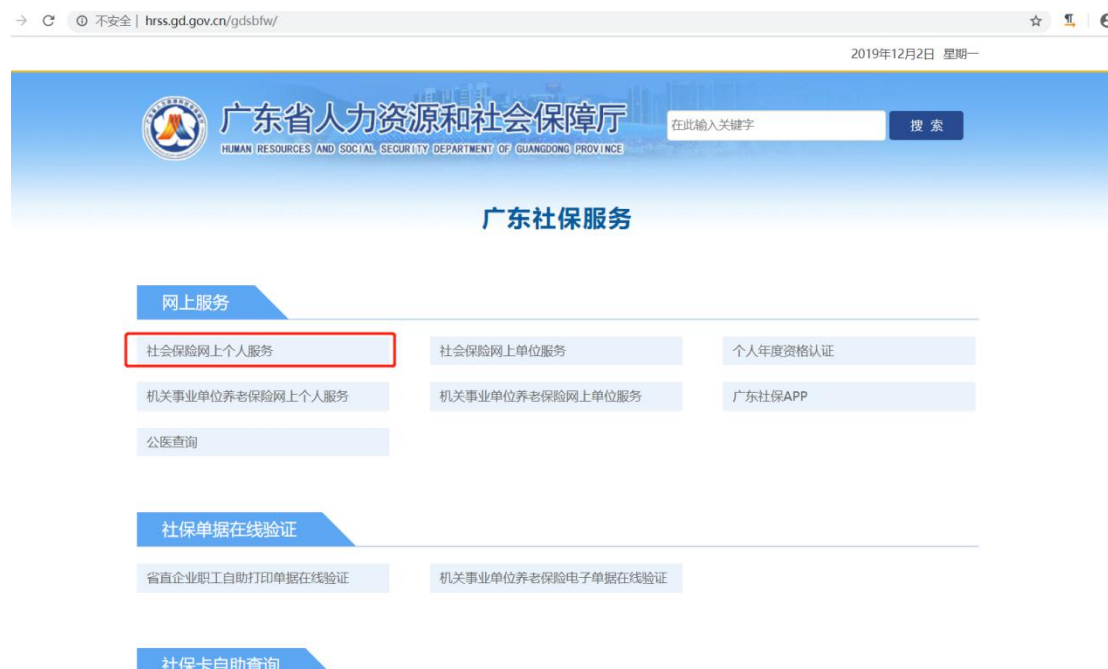 不安全 | hrss.gd.gov.cn/gdsbfw/
2019年12月2日 星期一
广东省人力资源和社会保障厅
HUMAN RESOURCES AND SOCIAL SECURITY DEPARTMENT OF GUANGDONG PROVINCE
在此输入关键字
搜 索
广东社保服务
网上服务
社会保险网上个人服务
社会保险网上单位服务
个人年度资格认证
机关事业单位养老保险网上个人服务
机关事业单位养老保险网上单位服务
广东社保APP
公医查询
社保单据在线验证
省直企业职工自助打印单据在线验证
机关事业单位养老保险电子单据在线验证
社保卡自助查询